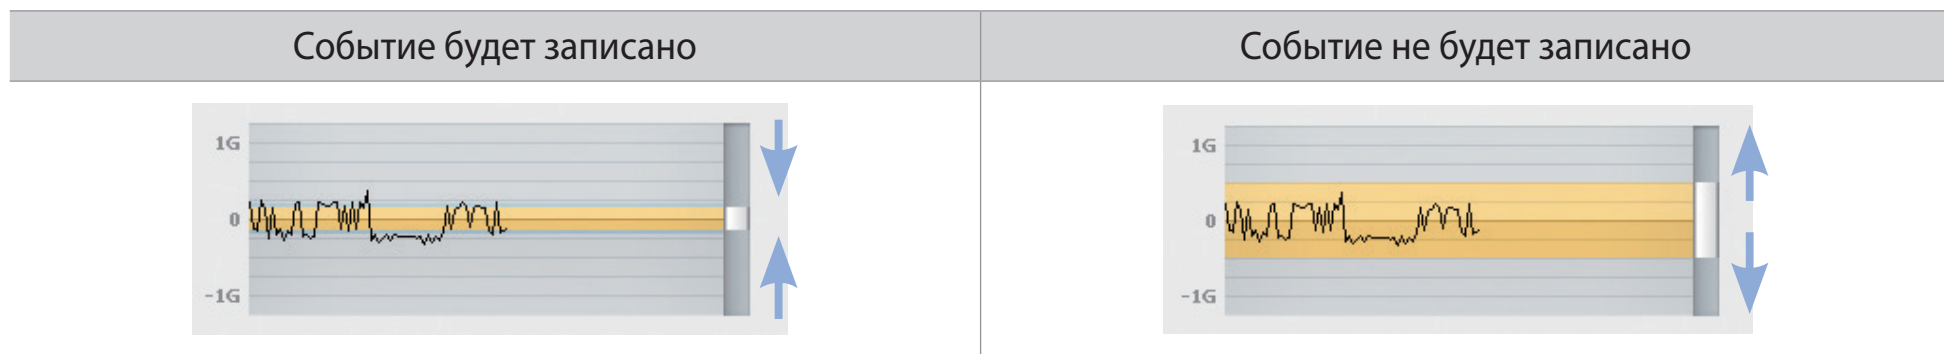 Событие будет записано
Событие не будет записано
1G
0
-1G
1G
0
-1G